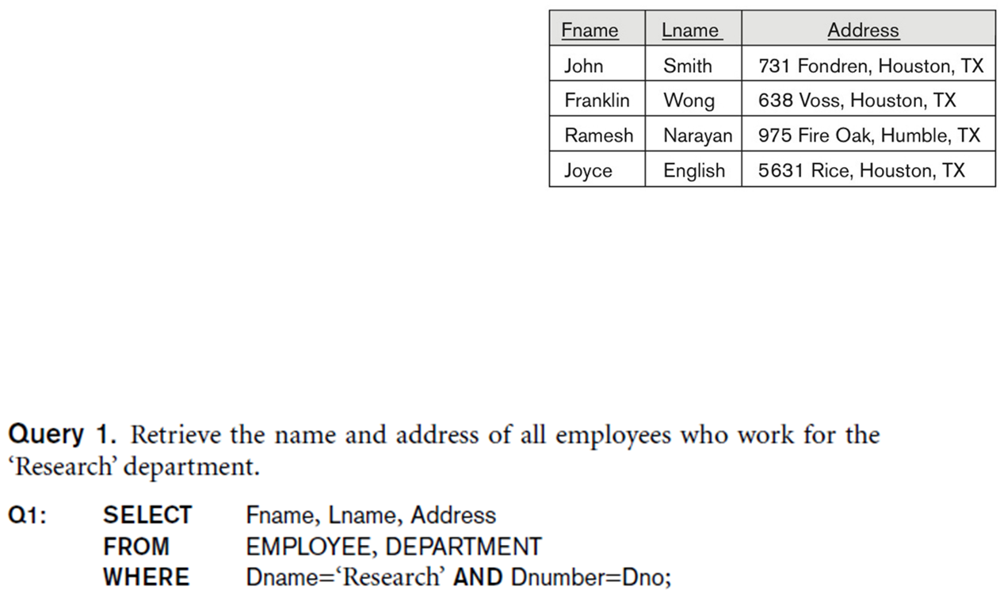 Fname Lname Address
John Smith 731 Fondren, Houston, TX
Franklin Wong 638 Voss, Houston, TX
Ramesh Narayan 975 Fire Oak, Humble, TX
Joyce English 5631 Rice, Houston, TX
Query 1. Retrieve the name and address of all employees who work for the
‘Research’ department.
Q1: SELECT Fname, Lname, Address
FROM EMPLOYEE, DEPARTMENT
WHERE Dname=‘Research’ AND Dnumber=Dno;